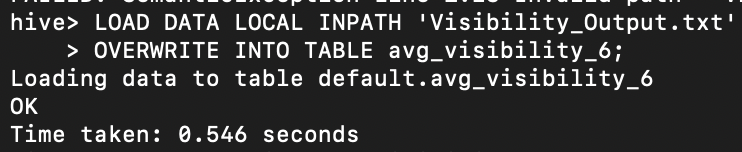 hive> LOAD DATA LOCAL INPATH 'Visibility_Output.txt'
    > OVERWRITE INTO TABLE avg_visibility_6;
Loading data to table default.avg_visibility_6
OK
Time taken: 0.546 seconds